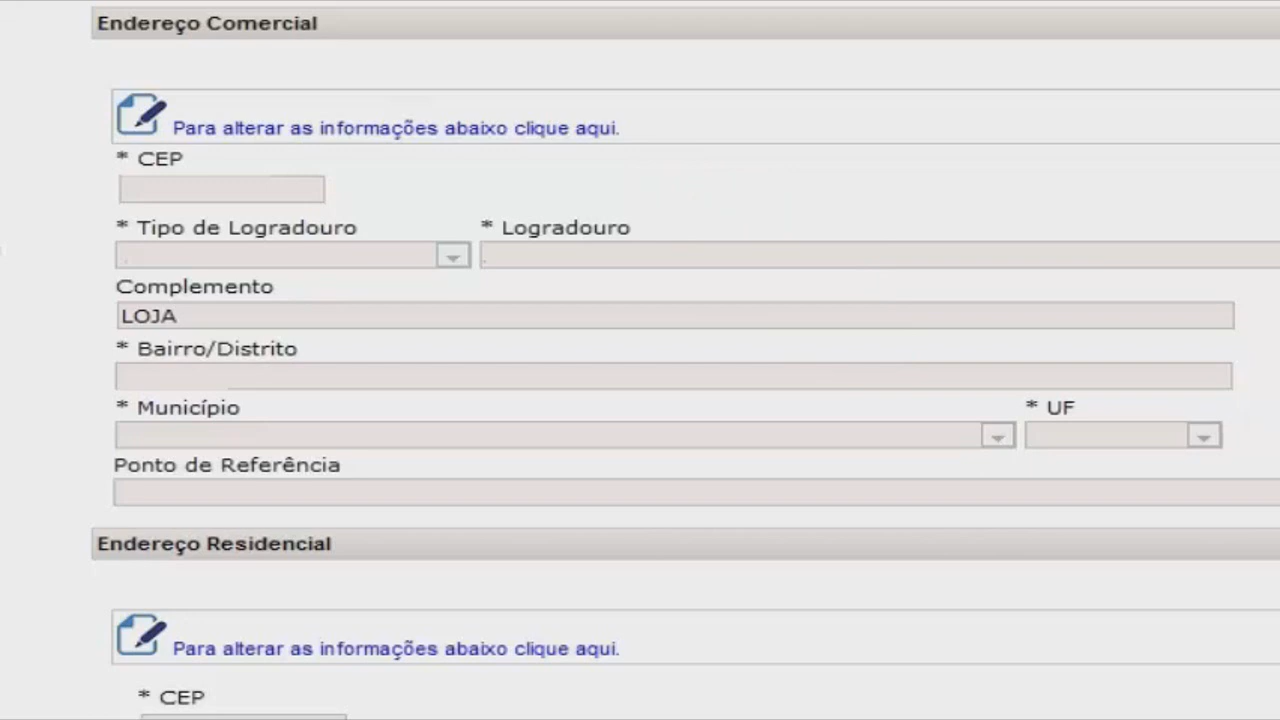 Endereço Comercial
Para alterar as informações abaixo clique aqui.
* CEP
* Tipo de Logradouro * Logradouro
Complemento
LOJA
* Bairro/Distrito
* Município * UF
Ponto de Referência
Endereço Residencial
Para alterar as informações abaixo clique aqui.
* CEP